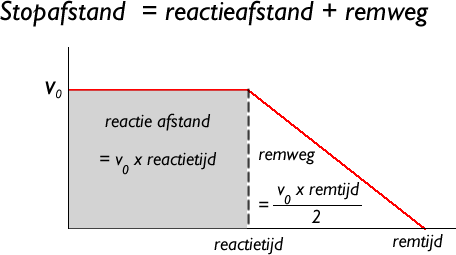 Stopafstand = reactieafstand + remweg
v₀
reactie afstand
= v₀ x reactietijd
remweg
= v₀ x remtijd
2
reactietijd
remtijd